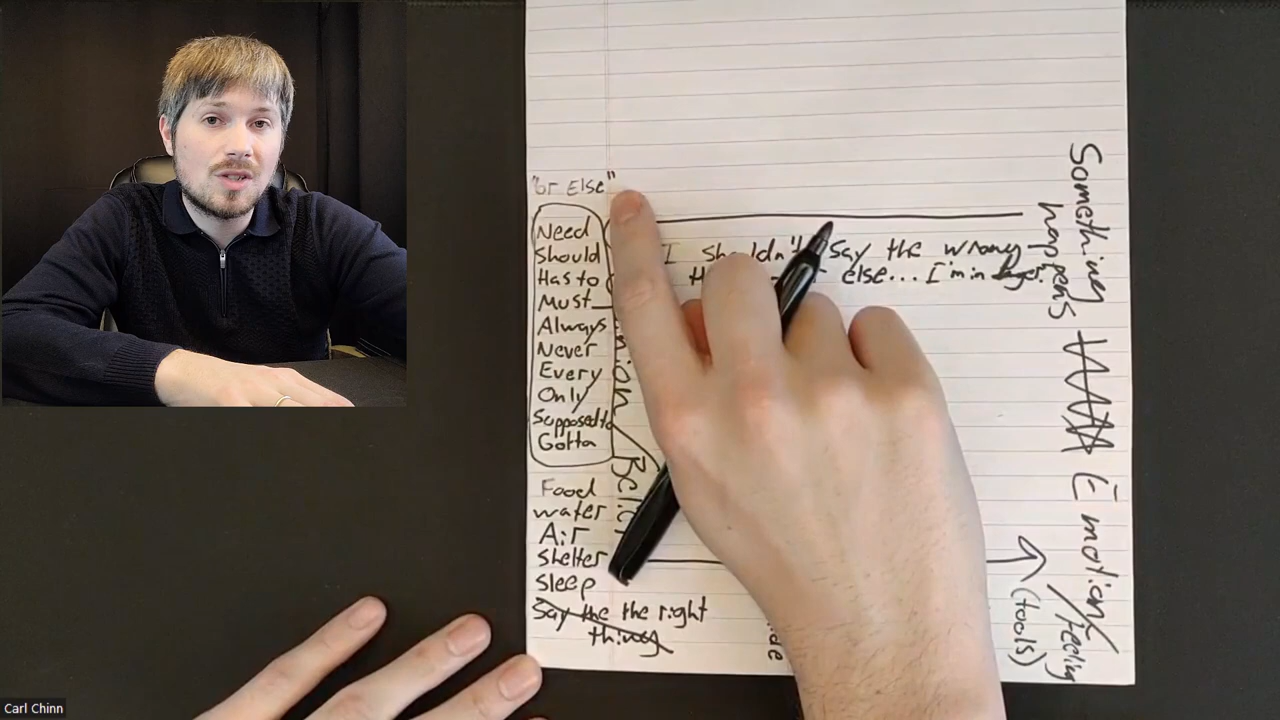 "Or Else"
Need
Should
Has to
Must
Always
Never
Every
Only
Supposed to
Gotta
Food
water
Air
shelter
sleep
Say the the right
thing
I shouldn't say the wrong
else... I'm in
Something
happens
Emotion/
feeling
(tools)
Carl Chinn